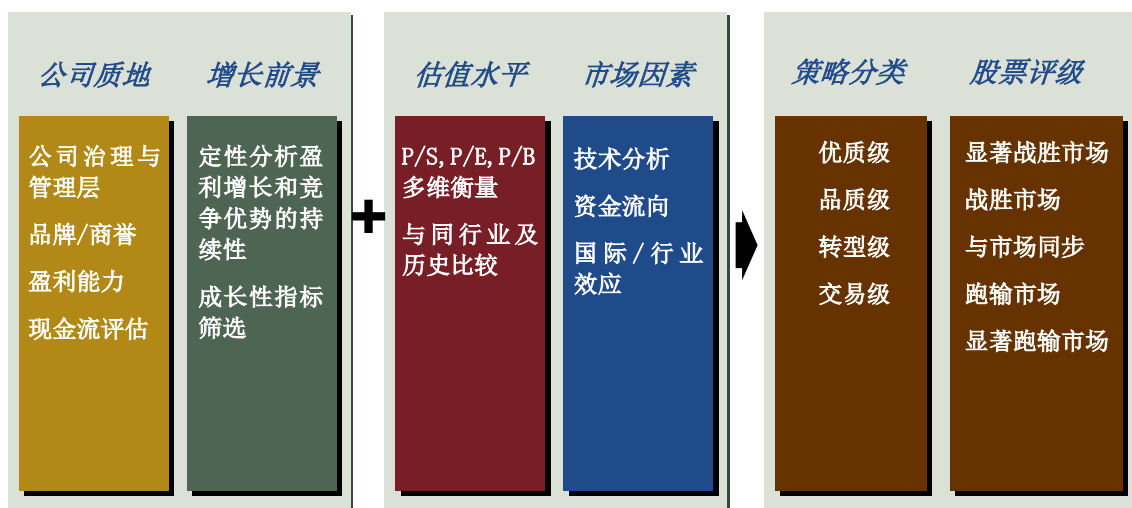 公司质地
公司治理与
管理层
品牌/商誉
盈利能力
现金流评估
增长前景
定性分析盈
利增长和竞
争优势的持
续性
成长性指标
筛选
+
估值水平
P/S,P/E,P/B
多维衡量
与同行业及
历史比较
市场因素
技术分析
资金流向
国际/行业
效应
策略分类
优质级
品质级
转型级
交易级
股票评级
显著战胜市场
战胜市场
与市场同步
跑输市场
显著跑输市场